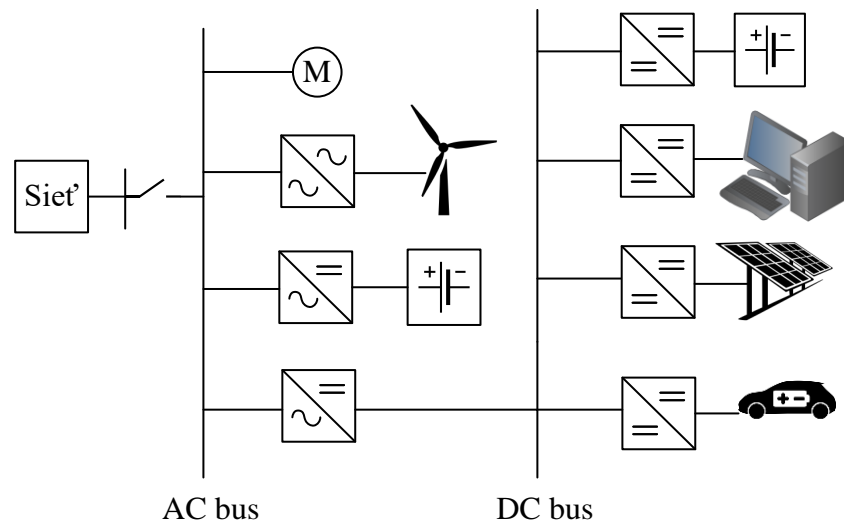 M
+ −
Sieť
+ −
+ −
AC bus
DC bus